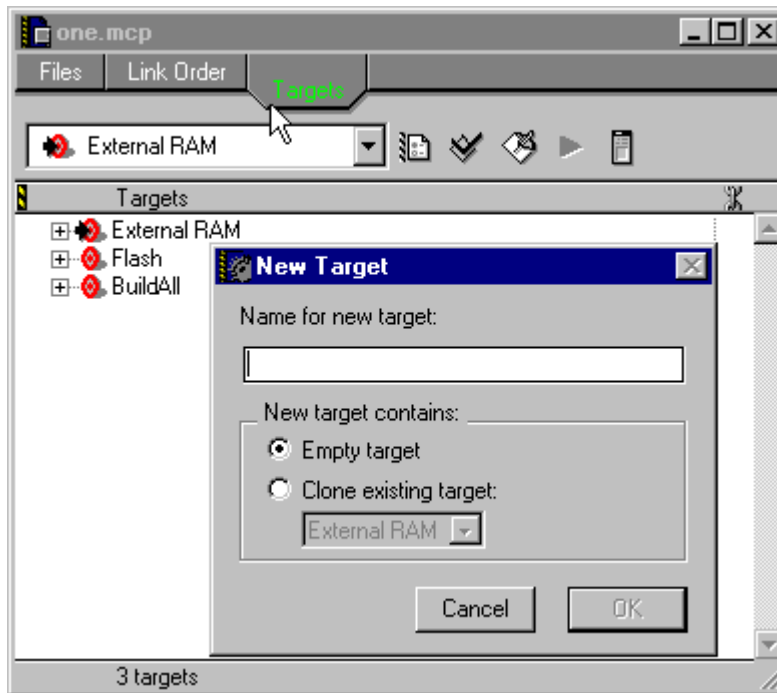 one.mcp
Files Link Order Targets
External RAM
Targets
External RAM
Flash
BuildAll
New Target
Name for new target:
New target contains:
Empty target
Clone existing target:
External RAM
Cancel OK
3 targets